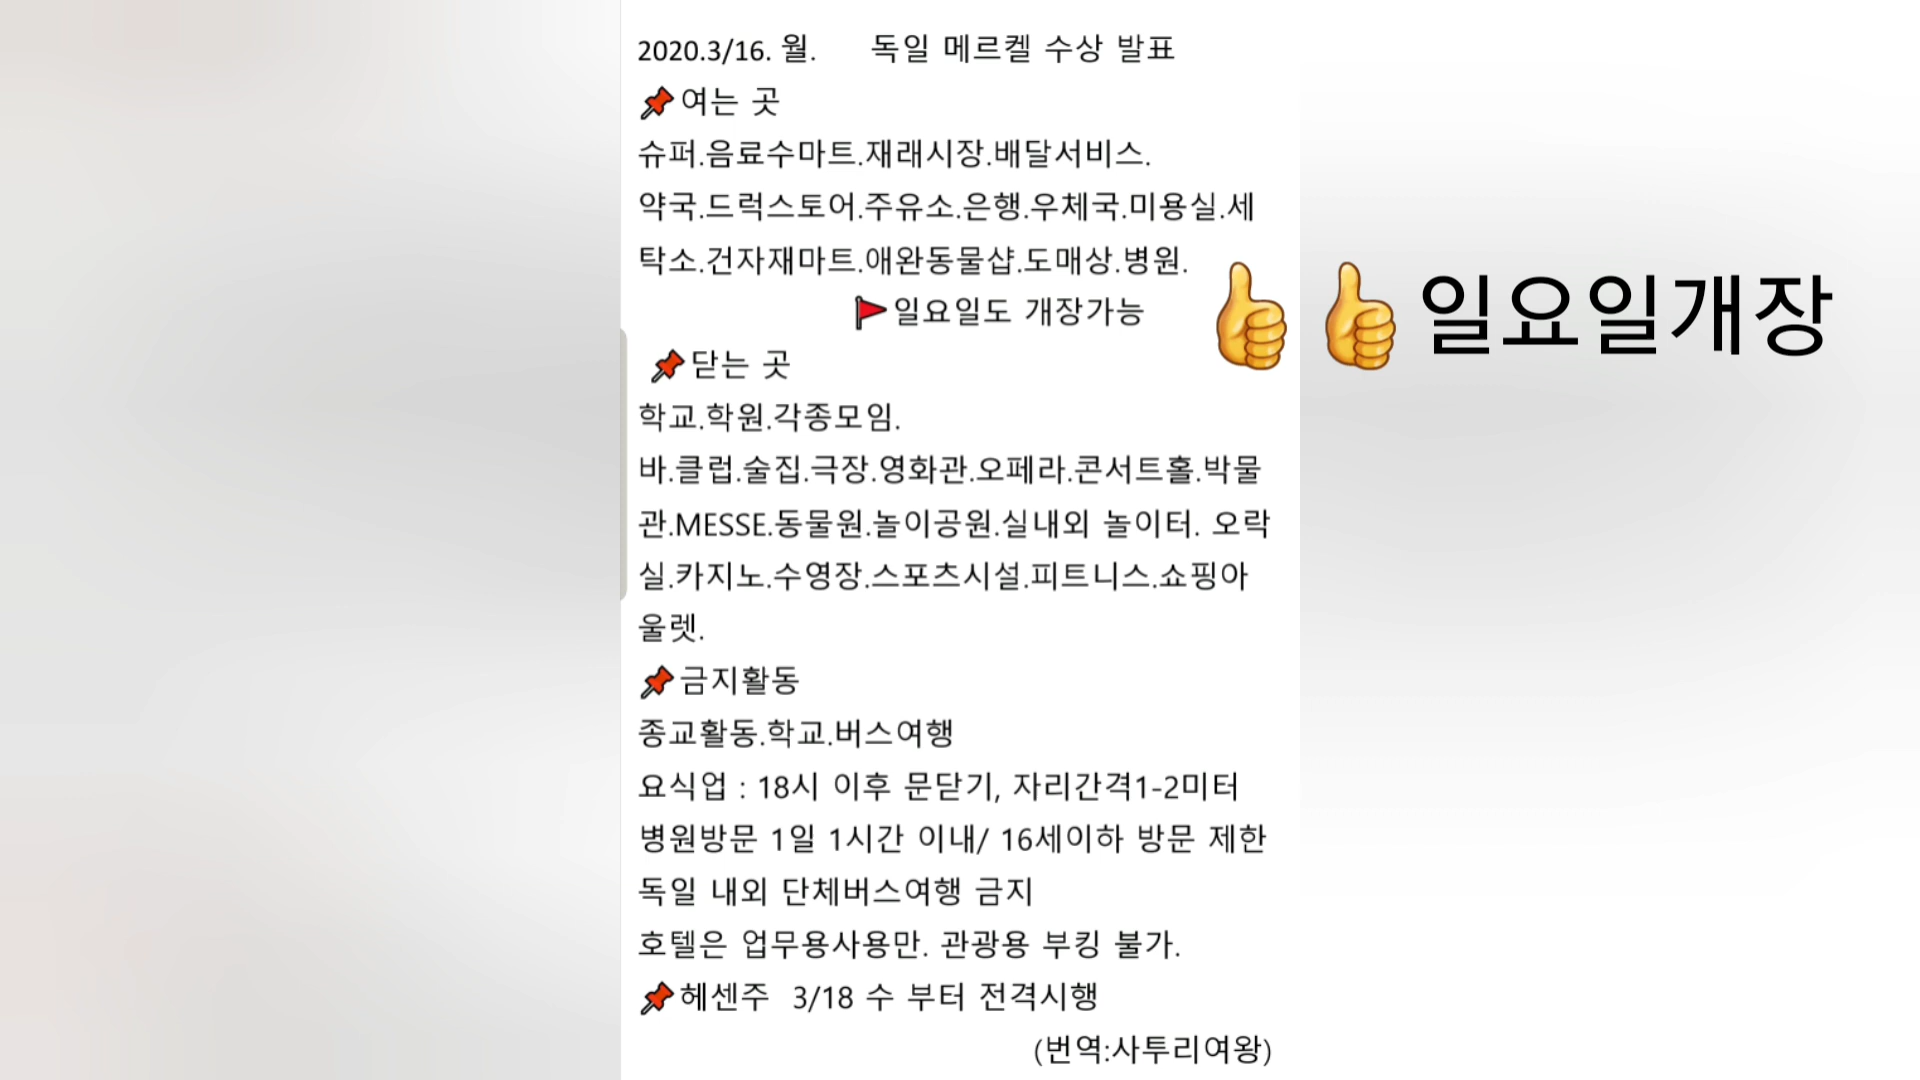 2020.3/16. 월. 독일 메르켈 수상 발표
📌여는 곳
슈퍼.음료수마트.재래시장.배달서비스.
약국.드럭스토어.주유소.은행.우체국.미용실.세
탁소.건자재마트.애완동물샵.도매상.병원.
🚩일요일도 개장가능
👍👍일요일개장
📌닫는 곳
학교.학원.각종모임.
바.클럽.술집.극장.영화관.오페라.콘서트홀.박물
관.MESSE.동물원.놀이공원.실내외 놀이터. 오락
실.카지노.수영장.스포츠시설.피트니스.쇼핑아
울렛.
📌금지활동
종교활동.학교.버스여행
요식업 : 18시 이후 문닫기, 자리간격1-2미터
병원방문 1일 1시간 이내/ 16세이하 방문 제한
독일 내외 단체버스여행 금지
호텔은 업무용사용만. 관광용 부킹 불가.
📌헤센주 3/18 수 부터 전격시행
(번역:사투리여왕)